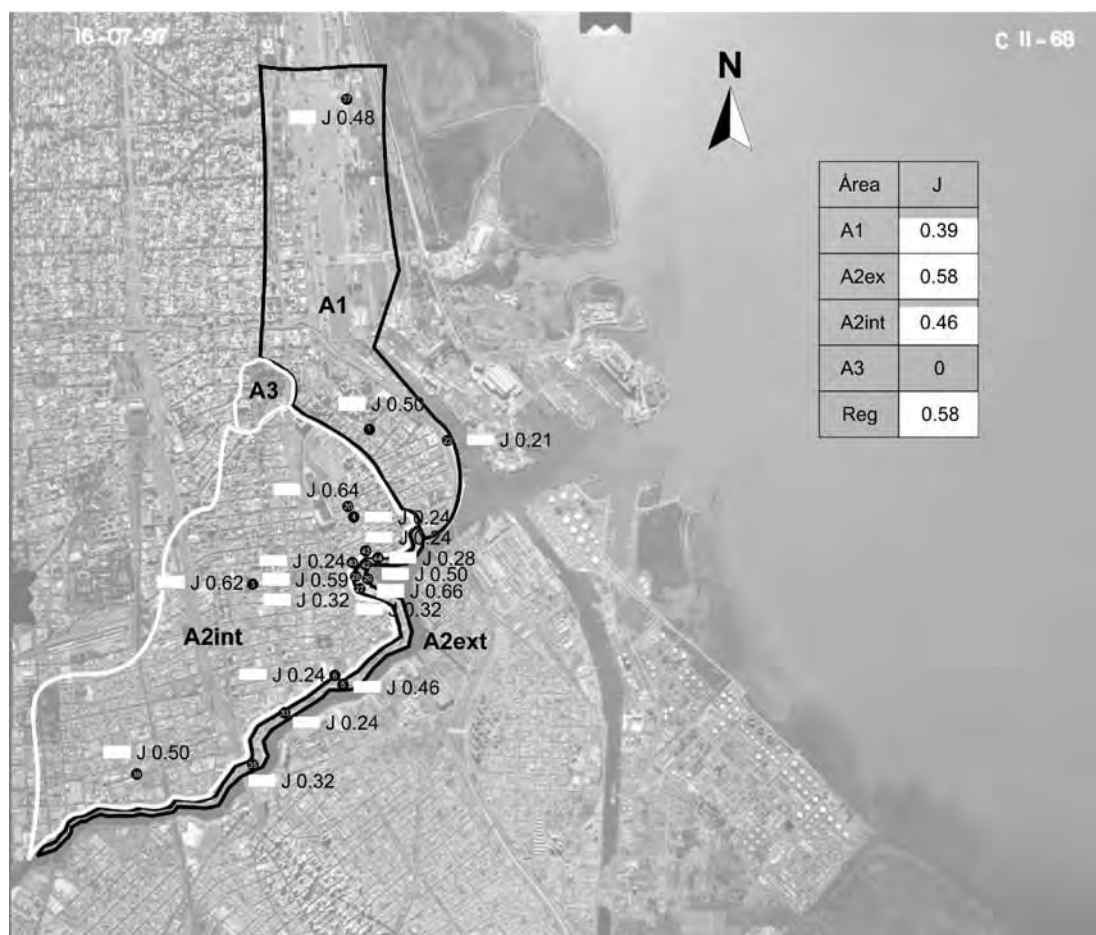 16-07-97
C II-68
N
J 0.48
Área J
A1 0.39
A2ex 0.58
A2int 0.46
A3 0
Reg 0.58
A1
A3
J 0.50
1
J 0.21
J 0.64
4
J 0.24
J 0.24
J 0.24
J 0.28
J 0.62
J 0.59
J 0.50
J 0.66
J 0.32
J 0.32
A2int
A2ext
J 0.24
J 0.46
J 0.24
J 0.50
J 0.32